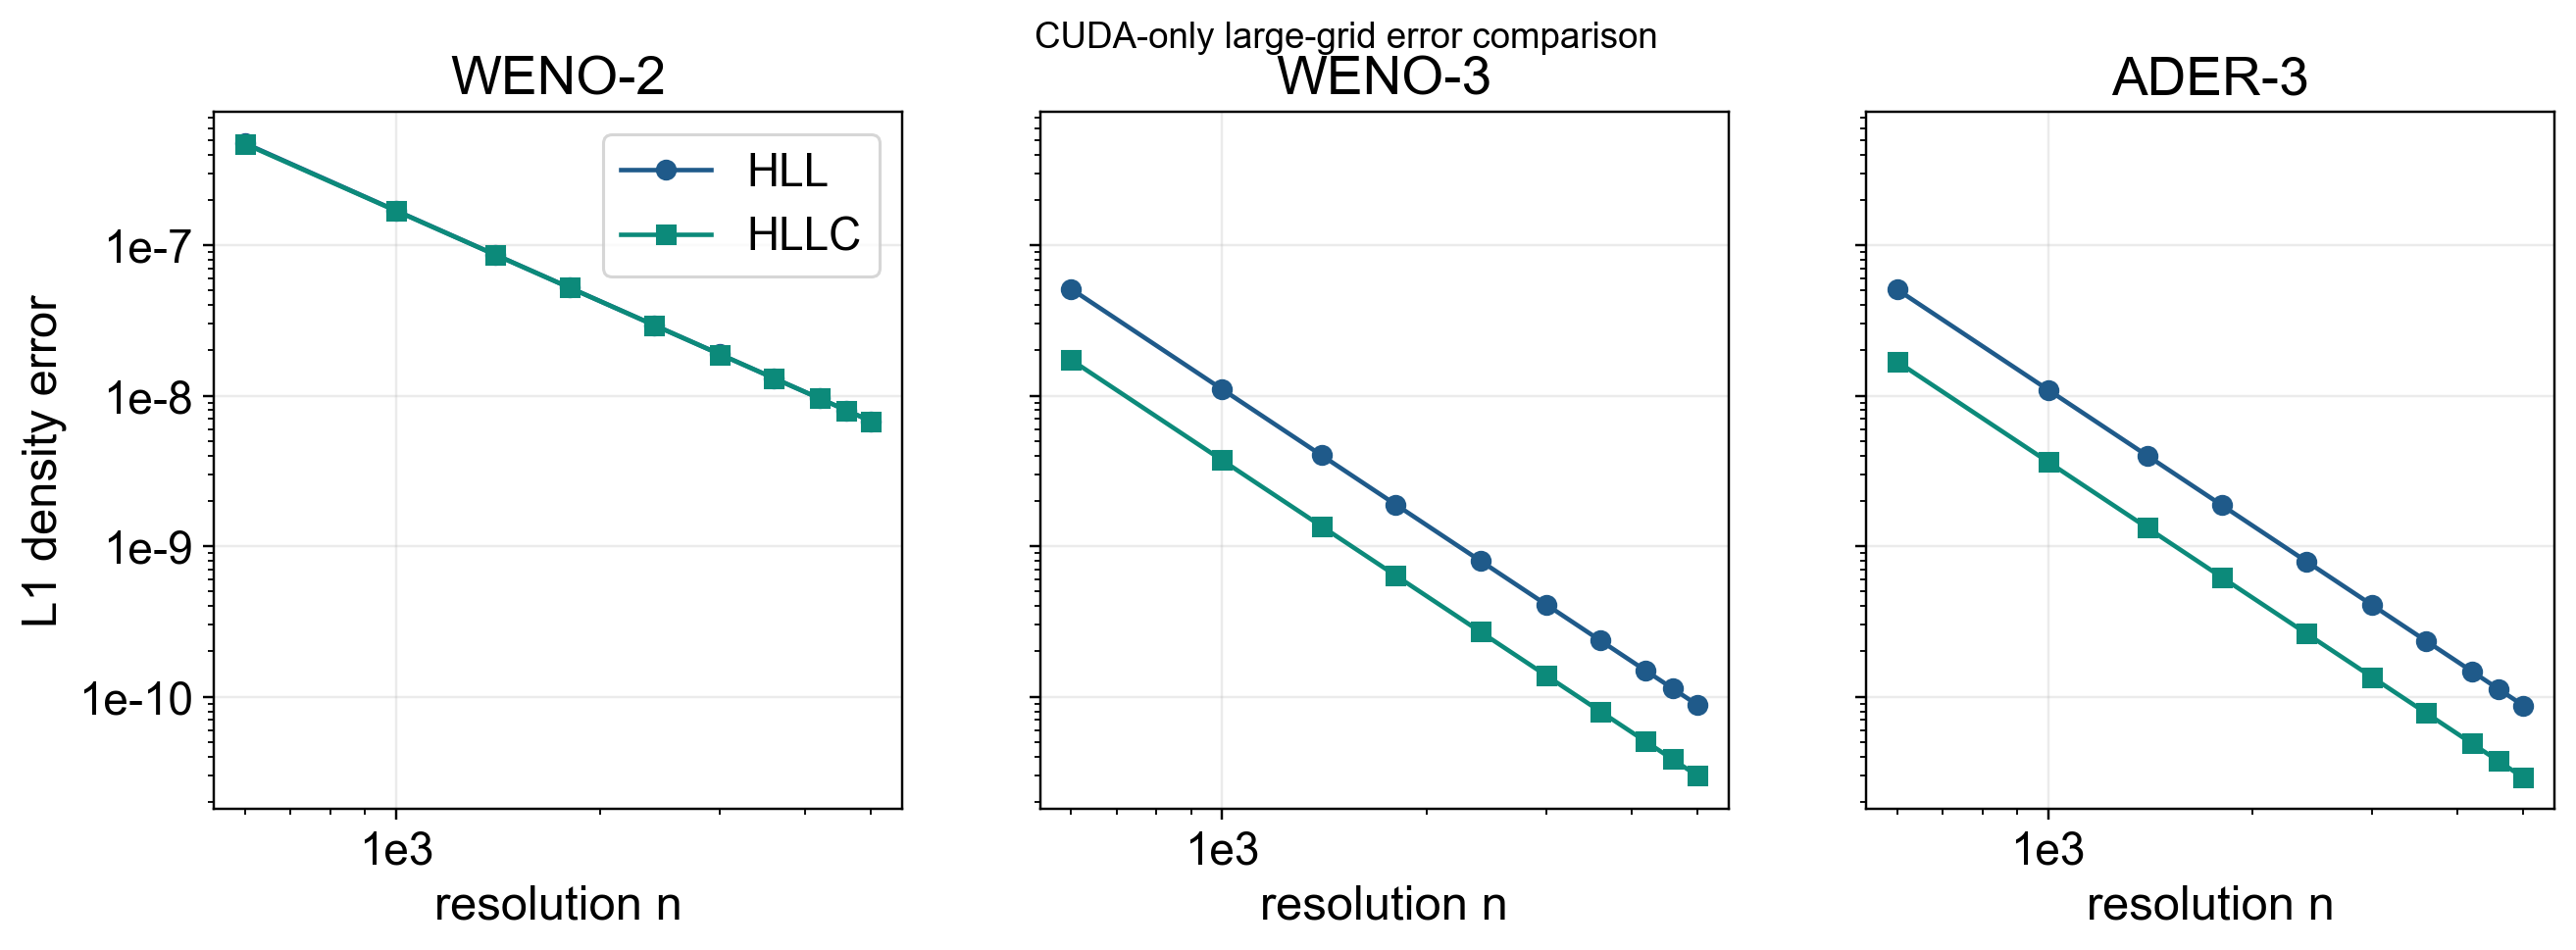 CUDA-only large-grid error comparison
WENO-2
WENO-3
ADER-3
HLL
HLLC
L1 density error
1e-7
1e-8
1e-9
1e-10
1e3
1e3
1e3
resolution n
resolution n
resolution n